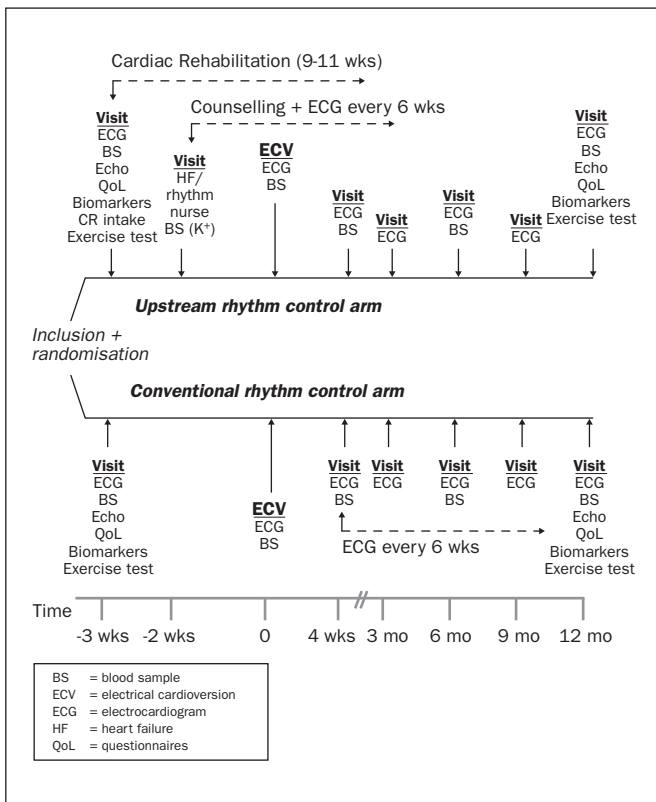 Cardiac Rehabilitation (9-11 wks)
Counselling + ECG every 6 wks
Visit
ECG
BS
Echo
QoL
Biomarkers
CR intake
Exercise test
Visit
HF/
rhythm
nurse
BS (K+)
ECV
ECG
BS
Visit
ECG
BS
Visit
ECG
Visit
ECG
BS
Visit
ECG
Visit
ECG
BS
Echo
QoL
Biomarkers
Exercise test
Upstream rhythm control arm
Inclusion +
randomisation
Conventional rhythm control arm
Visit
ECG
BS
Echo
QoL
Biomarkers
Exercise test
ECV
ECG
BS
Visit
ECG
BS
Visit
ECG
Visit
ECG
BS
Visit
ECG
Visit
ECG
BS
Echo
QoL
Biomarkers
Exercise test
ECG every 6 wks
Time
-3 wks -2 wks 0 4 wks 3 mo 6 mo 9 mo 12 mo
BS = blood sample
ECV = electrical cardioversion
ECG = electrocardiogram
HF = heart failure
QoL = questionnaires